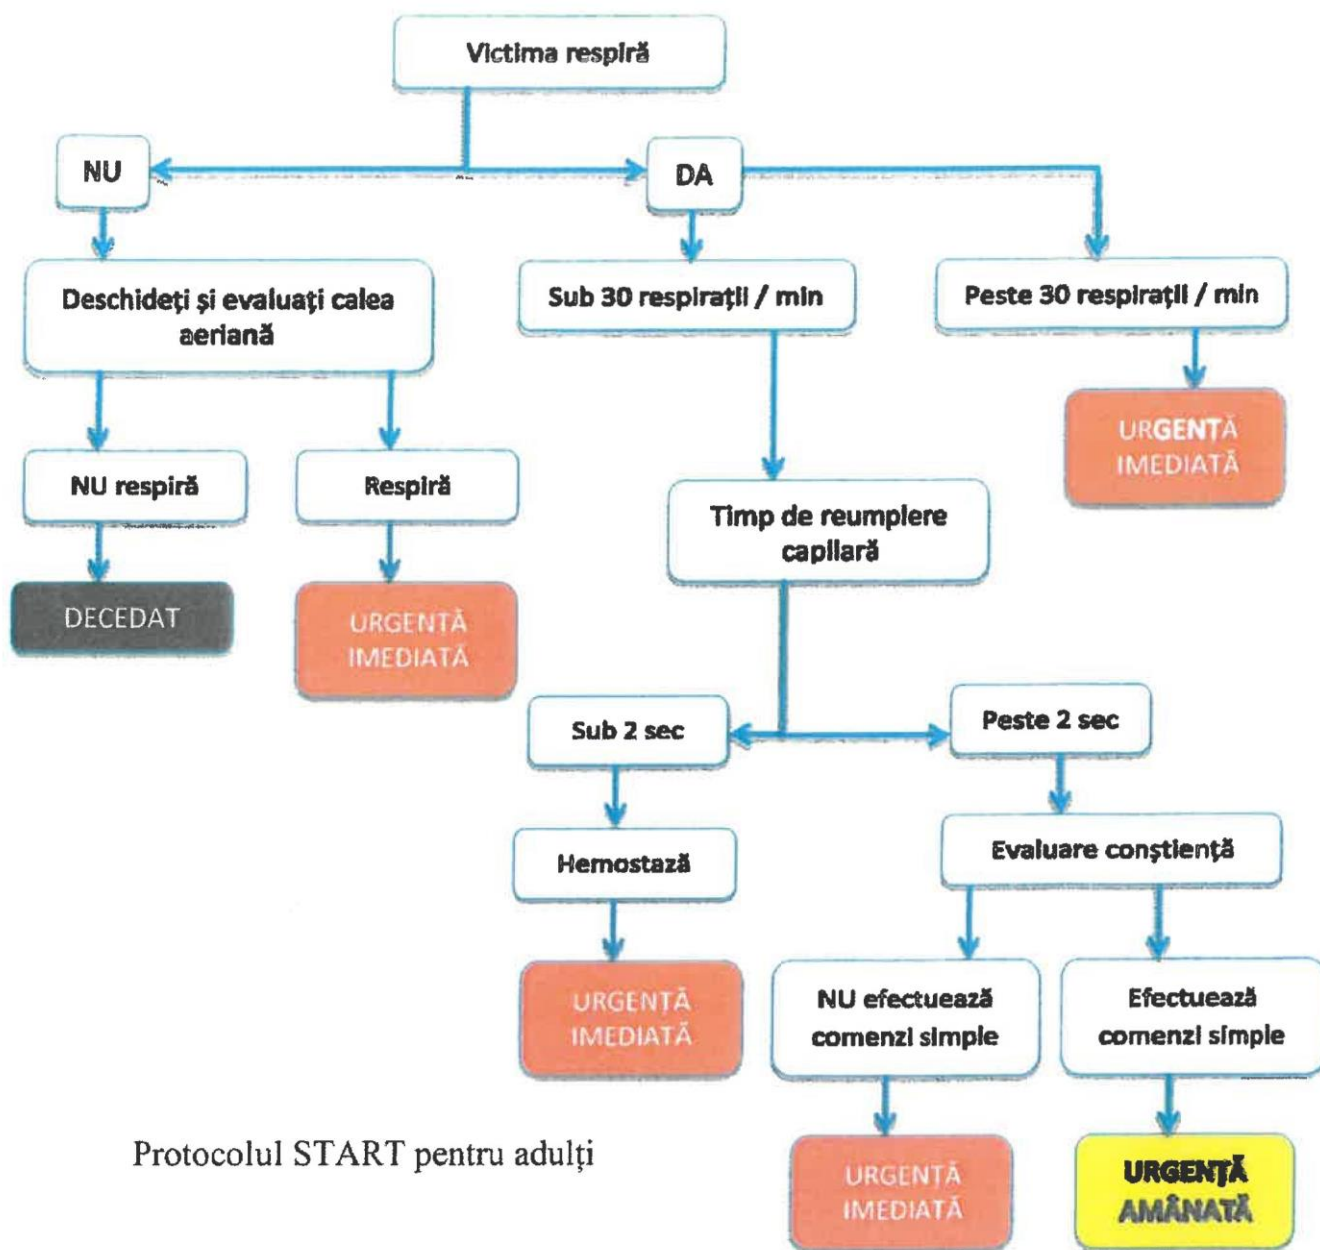 Victima respiră
NU
DA
Deschideți și evaluați calea
aeriană
Sub 30 respirații / min
Peste 30 respirații / min
URGENȚĂ
IMEDIATĂ
NU respiră
Respiră
Timp de reumplere
capilară
DECEDAT
URGENȚĂ
IMEDIATĂ
Sub 2 sec
Peste 2 sec
Hemostază
Evaluare conștiență
URGENȚĂ
IMEDIATĂ
NU efectuează
comenzi simple
Efectuează
comenzi simple
Protocolul START pentru adulți
URGENȚĂ
IMEDIATĂ
URGENȚĂ
AMÂNATĂ